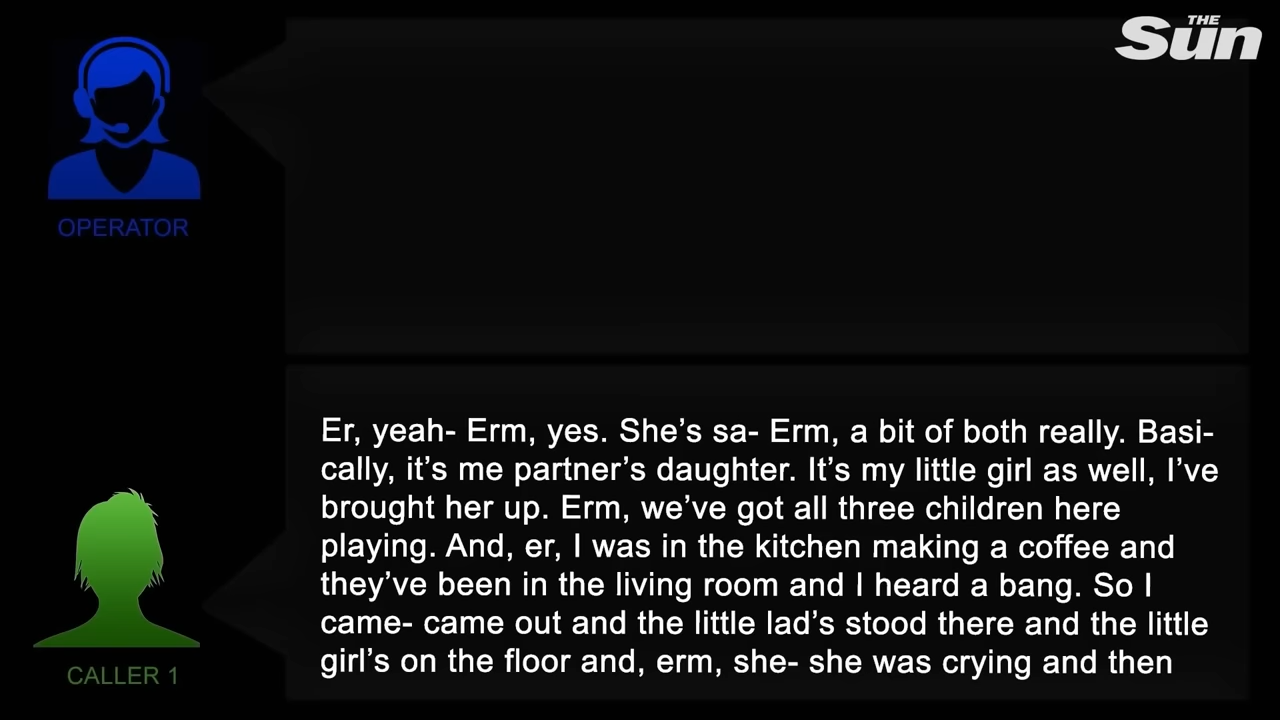 THE
Sun
OPERATOR
Er, yeah- Erm, yes. She’s sa- Erm, a bit of both really. Basi-
cally, it’s me partner’s daughter. It’s my little girl as well, I’ve
brought her up. Erm, we’ve got all three children here
playing. And, er, I was in the kitchen making a coffee and
they’ve been in the living room and I heard a bang. So I
came- came out and the little lad’s stood there and the little
girl’s on the floor and, erm, she- she was crying and then
CALLER 1